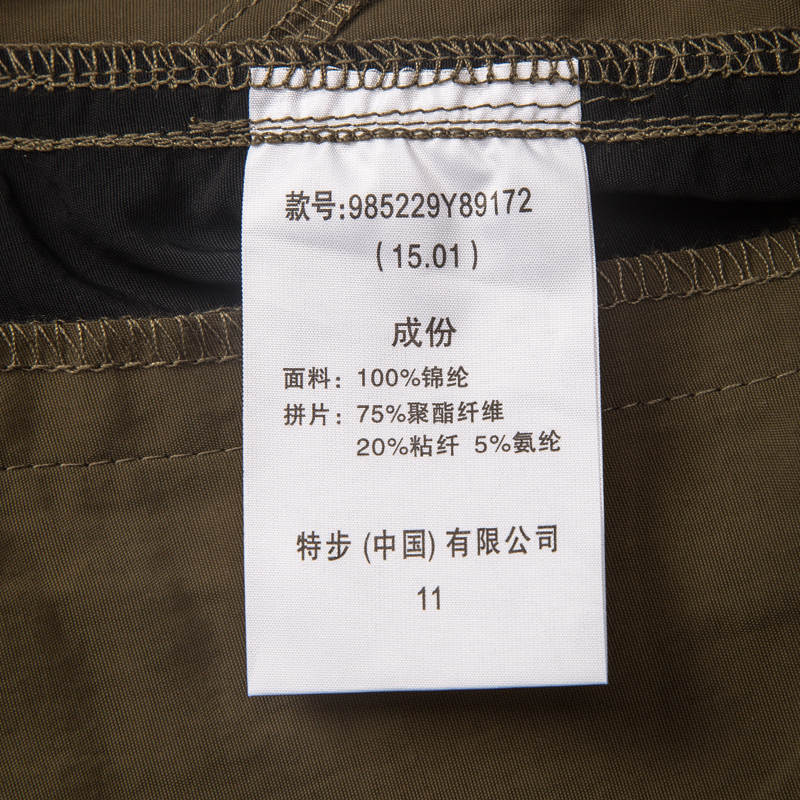 款号:985229Y89172
(15.01)
成份
面料: 100%锦纶
拼片: 75%聚酯纤维
20%粘纤 5%氨纶
特步 (中国) 有限公司
11